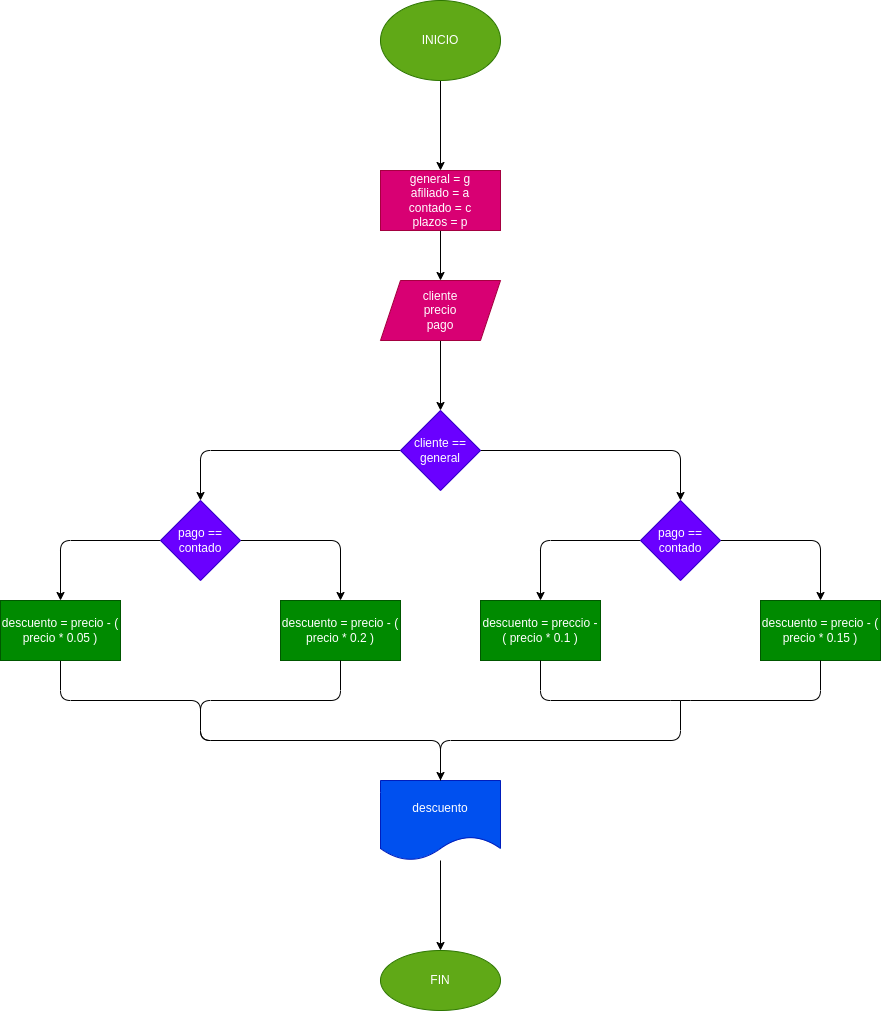 INICIO
general = g
afiliado = a
contado = c
plazos = p
cliente
precio
pago
cliente ==
general
pago ==
contado
pago ==
contado
descuento = precio - (
precio * 0.05 )
descuento = precio - (
precio * 0.2 )
descuento = preccio -
( precio * 0.1 )
descuento = precio - (
precio * 0.15 )
descuento
FIN